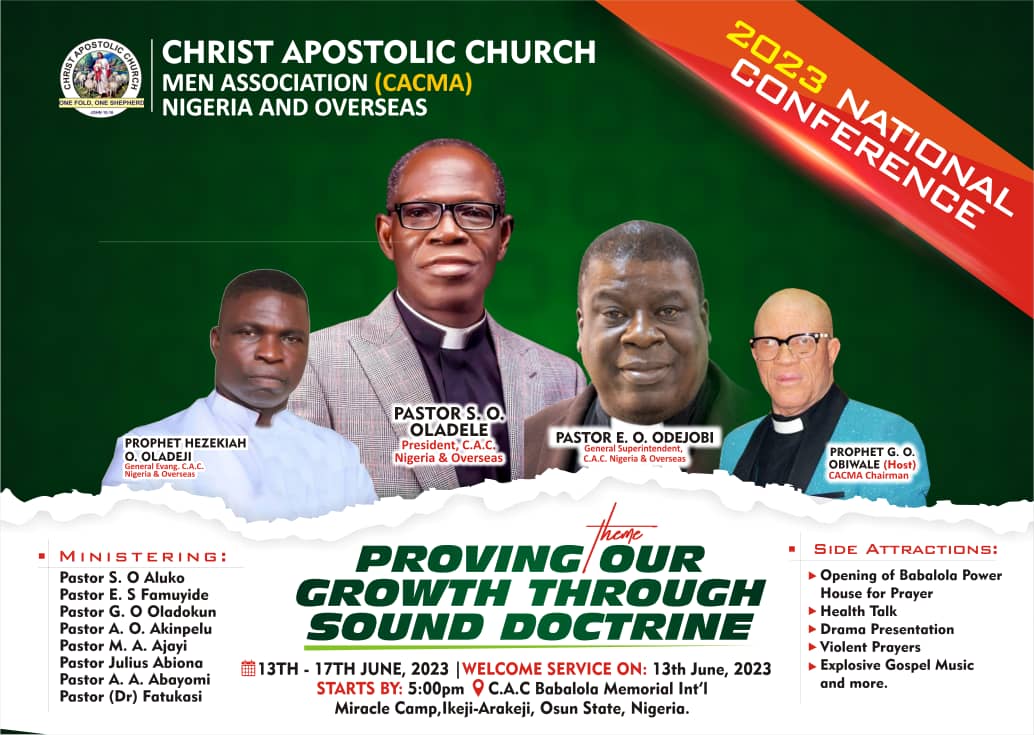 CHRIST APOSTOLIC CHURCH
ONE FOLD, ONE SHEPHERD
JOHN 10:16
CHRIST APOSTOLIC CHURCH
MEN ASSOCIATION (CACMA)
NIGERIA AND OVERSEAS
2023 NATIONAL
CONFERENCE
PROPHET HEZEKIAH
O. OLADEJI
General Evang. C.A.C.
Nigeria & Overseas
PASTOR S. O.
OLADELE
President, C.A.C.
Nigeria & Overseas
PASTOR E. O. ODEJOBI
General Superintendent,
C.A.C. Nigeria & Overseas
PROPHET G. O.
OBIWALE (Host)
CACMA Chairman
MINISTERING:
Pastor S. O Aluko
Pastor E. S Famuyide
Pastor G. O Oladokun
Pastor A. O. Akinpelu
Pastor M. A. Ajayi
Pastor Julius Abiona
Pastor A. A. Abayomi
Pastor (Dr) Fatukasi
theme
PROVING OUR
GROWTH THROUGH
SOUND DOCTRINE
13TH - 17TH JUNE, 2023 | WELCOME SERVICE ON: 13th June, 2023
STARTS BY: 5:00pm C.A.C Babalola Memorial Int'l
Miracle Camp,Ikeji-Arakeji, Osun State, Nigeria.
SIDE ATTRACTIONS:
Opening of Babalola Power
House for Prayer
Health Talk
Drama Presentation
Violent Prayers
Explosive Gospel Music
and more.